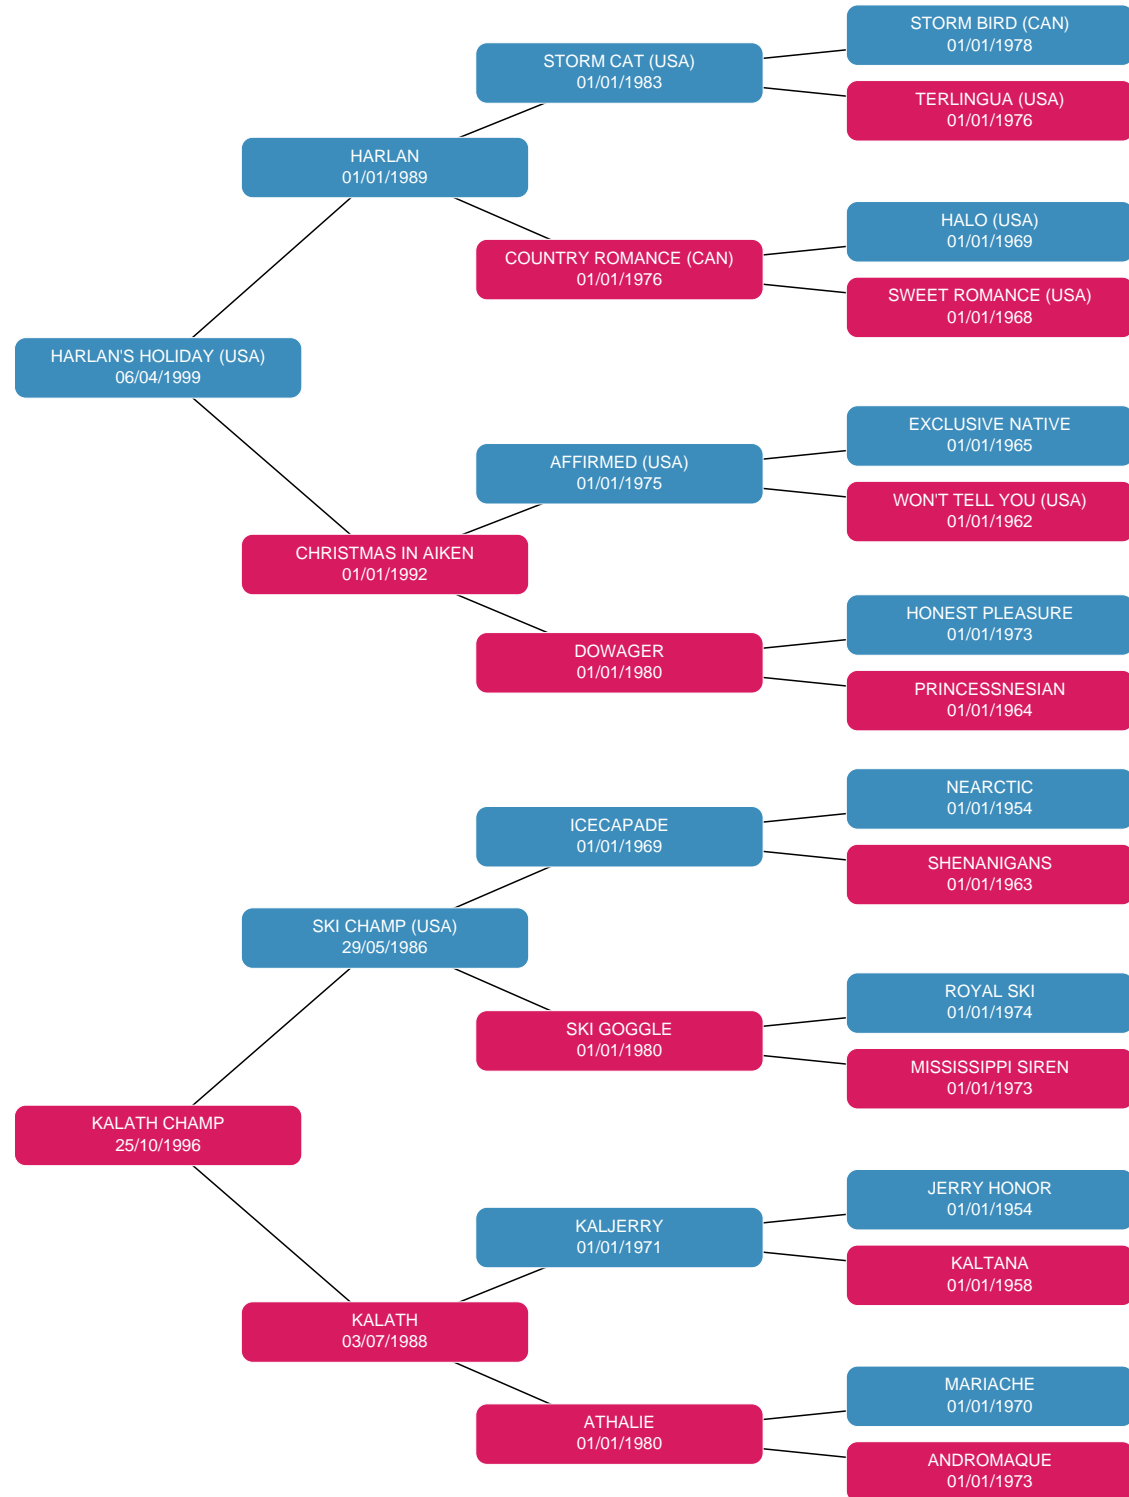 STORM BIRD (CAN)
01/01/1978
STORM CAT (USA)
01/01/1983
TERLINGUA (USA)
01/01/1976
HARLAN
01/01/1989
HALO (USA)
01/01/1969
COUNTRY ROMANCE (CAN)
01/01/1976
SWEET ROMANCE (USA)
01/01/1968
HARLAN'S HOLIDAY (USA)
06/04/1999
EXCLUSIVE NATIVE
01/01/1965
AFFIRMED (USA)
01/01/1975
WON'T TELL YOU (USA)
01/01/1962
CHRISTMAS IN AIKEN
01/01/1992
HONEST PLEASURE
01/01/1973
DOWAGER
01/01/1980
PRINCESSNESIAN
01/01/1964
NEARCTIC
01/01/1954
ICECAPADE
01/01/1969
SHENANIGANS
01/01/1963
SKI CHAMP (USA)
29/05/1986
ROYAL SKI
01/01/1974
SKI GOGGLE
01/01/1980
MISSISSIPPI SIREN
01/01/1973
KALATH CHAMP
25/10/1996
JERRY HONOR
01/01/1954
KALJERRY
01/01/1971
KALTANA
01/01/1958
KALATH
03/07/1988
MARIACHE
01/01/1970
ATHALIE
01/01/1980
ANDROMAQUE
01/01/1973